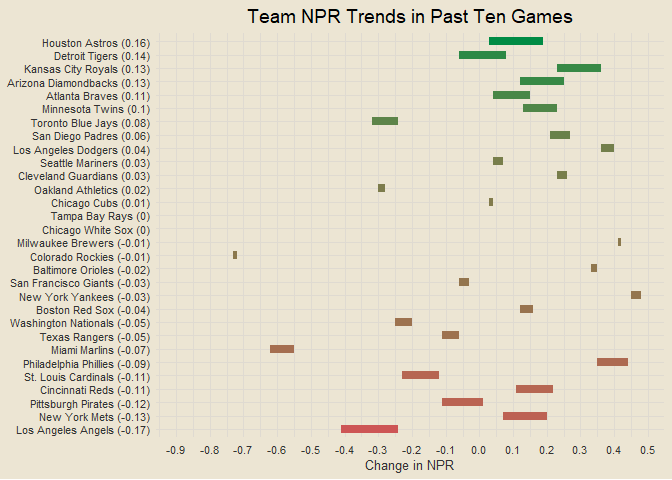 Team NPR Trends in Past Ten Games
Houston Astros (0.16)
Detroit Tigers (0.14)
Kansas City Royals (0.13)
Arizona Diamondbacks (0.13)
Atlanta Braves (0.11)
Minnesota Twins (0.1)
Toronto Blue Jays (0.08)
San Diego Padres (0.06)
Los Angeles Dodgers (0.04)
Seattle Mariners (0.03)
Cleveland Guardians (0.03)
Oakland Athletics (0.02)
Chicago Cubs (0.01)
Tampa Bay Rays (0)
Chicago White Sox (0)
Milwaukee Brewers (-0.01)
Colorado Rockies (-0.01)
Baltimore Orioles (-0.02)
San Francisco Giants (-0.03)
New York Yankees (-0.03)
Boston Red Sox (-0.04)
Washington Nationals (-0.05)
Texas Rangers (-0.05)
Miami Marlins (-0.07)
Philadelphia Phillies (-0.09)
St. Louis Cardinals (-0.11)
Cincinnati Reds (-0.11)
Pittsburgh Pirates (-0.12)
New York Mets (-0.13)
Los Angeles Angels (-0.17)
-0.9 -0.8 -0.7 -0.6 -0.5 -0.4 -0.3 -0.2 -0.1 0.0 0.1 0.2 0.3 0.4 0.5
Change in NPR